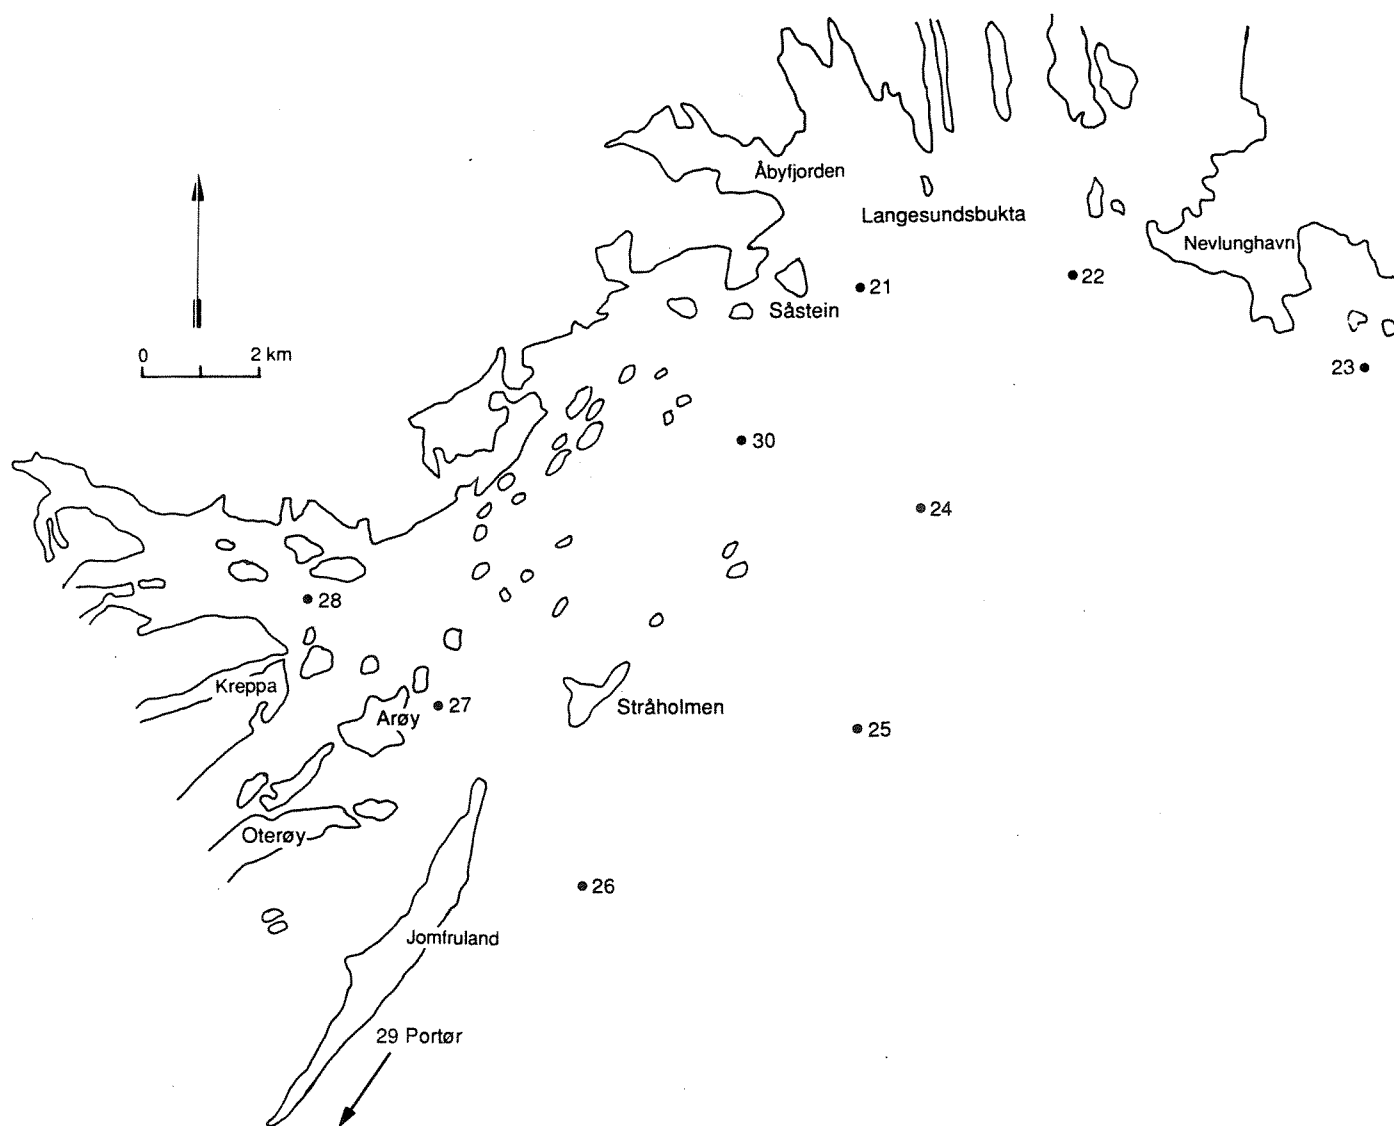 Åbyfjorden
Langesundsbukta
Nevlunghavn
21
22
Såstein
0 2 km
23
30
24
28
Kreppa
Arøy
27
Stråholmen
25
Oterøy
26
Jomfruland
29 Portør